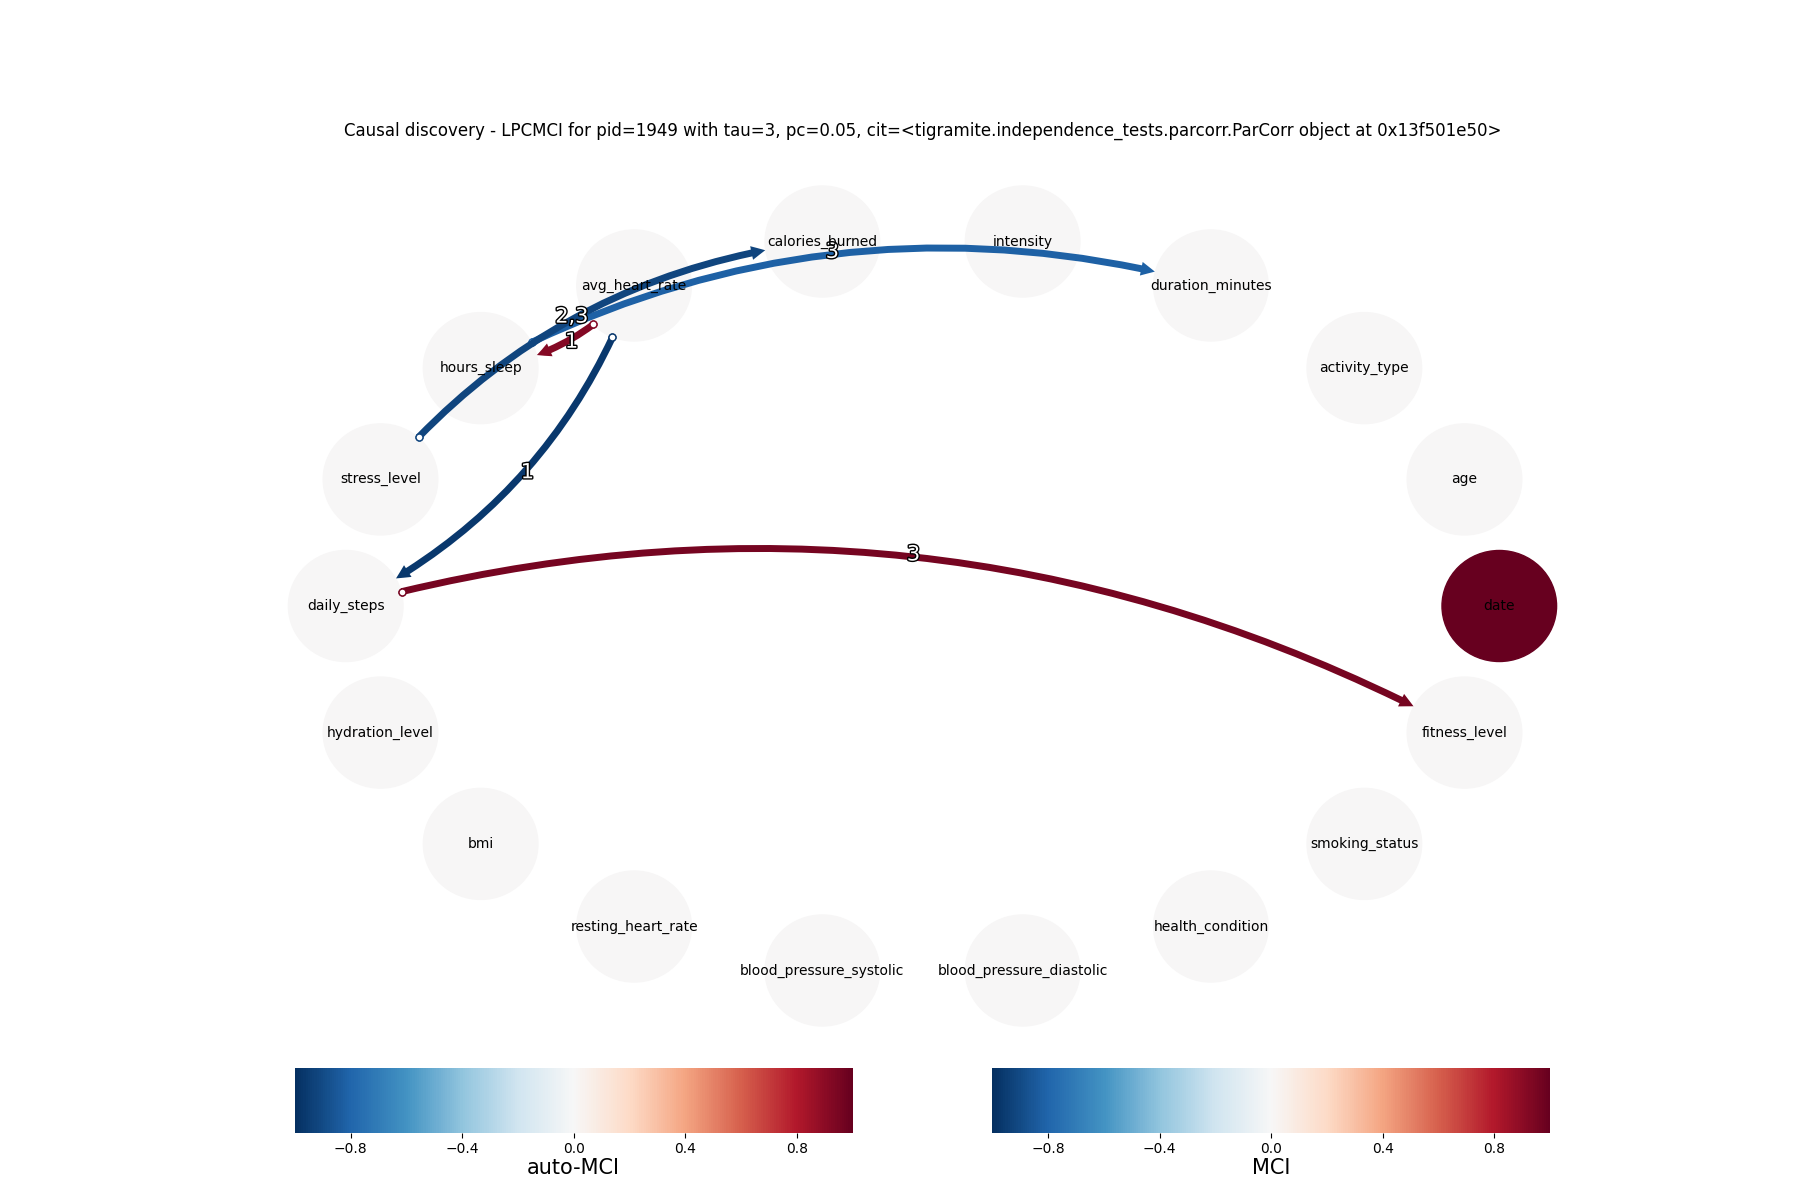 Causal discovery - LPCMCI for pid=1949 with tau=3, pc=0.05, cit=<tigramite.independence_tests.parcorr.ParCorr object at 0x13f501e50>
calories_burned
intensity
3
avg_heart_rate
duration_minutes
2,3
1
hours_sleep
activity_type
stress_level
age
1
3
daily_steps
date
hydration_level
fitness_level
bmi
smoking_status
resting_heart_rate
health_condition
blood_pressure_systolic
blood_pressure_diastolic
−0.8 −0.4 0.0 0.4 0.8
auto-MCI
−0.8 −0.4 0.0 0.4 0.8
MCI